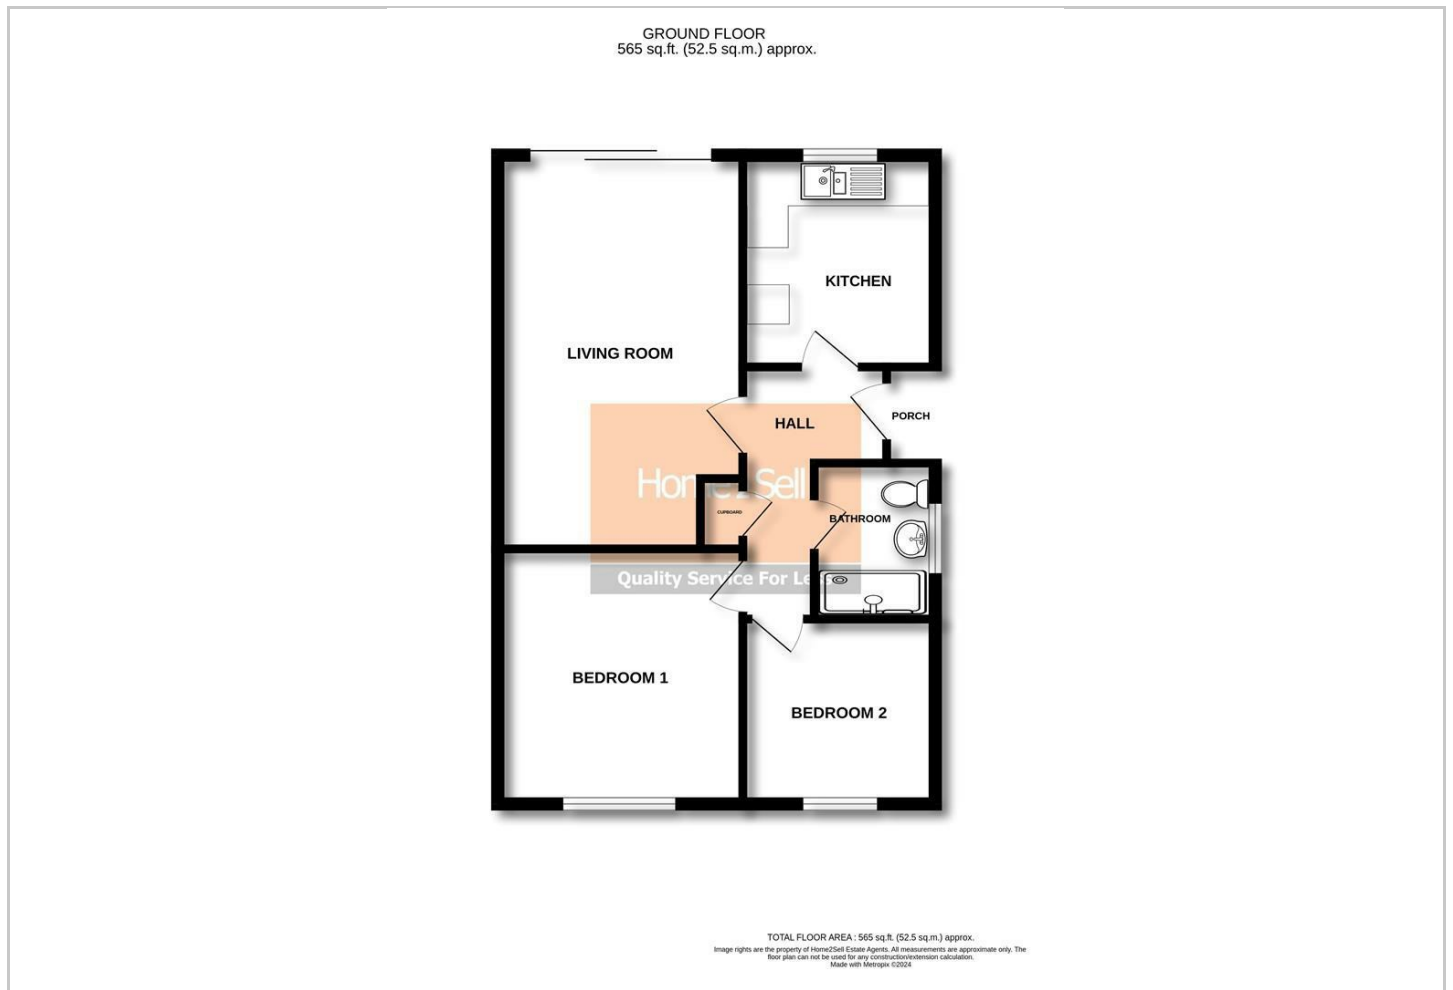 GROUND FLOOR
565 sq.ft. (52.5 sq.m.) approx.
KITCHEN
LIVING ROOM
PORCH
HALL
Home2Sell
CUPBOARD
BATHROOM
Quality Service For Less
BEDROOM 1
BEDROOM 2
TOTAL FLOOR AREA : 565 sq.ft. (52.5 sq.m.) approx.
Image rights are the property of Home2Sell Estate Agents. All measurements are approximate only. The
floor plan can not be used for any construction/extension calculation.
Made with Metropix ©2024